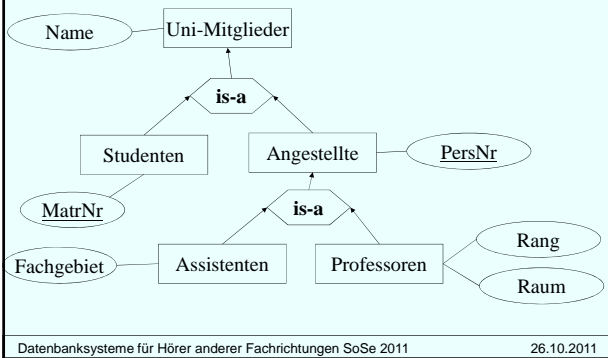 Name
Uni-Mitglieder
is-a
Studenten
Angestellte
PersNr
MatrNr
is-a
Rang
Fachgebiet
Assistenten
Professoren
Raum
Datenbanksysteme für Hörer anderer Fachrichtungen SoSe 2011
26.10.2011